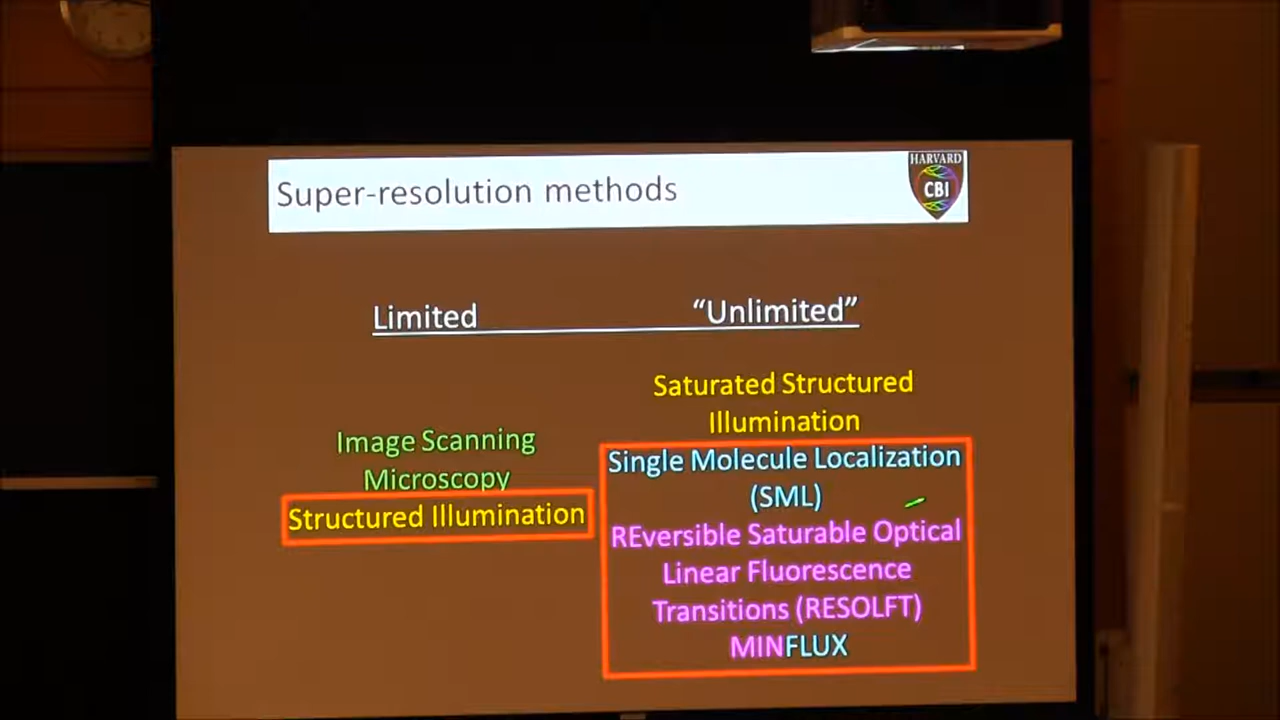 Super-resolution methods
HARVARD
CBI
Limited
“Unlimited”
Image Scanning
Microscopy
Structured Illumination
Saturated Structured
Illumination
Single Molecule Localization
(SML)
REversible Saturable Optical
Linear Fluorescence
Transitions (RESOLFT)
MINFLUX